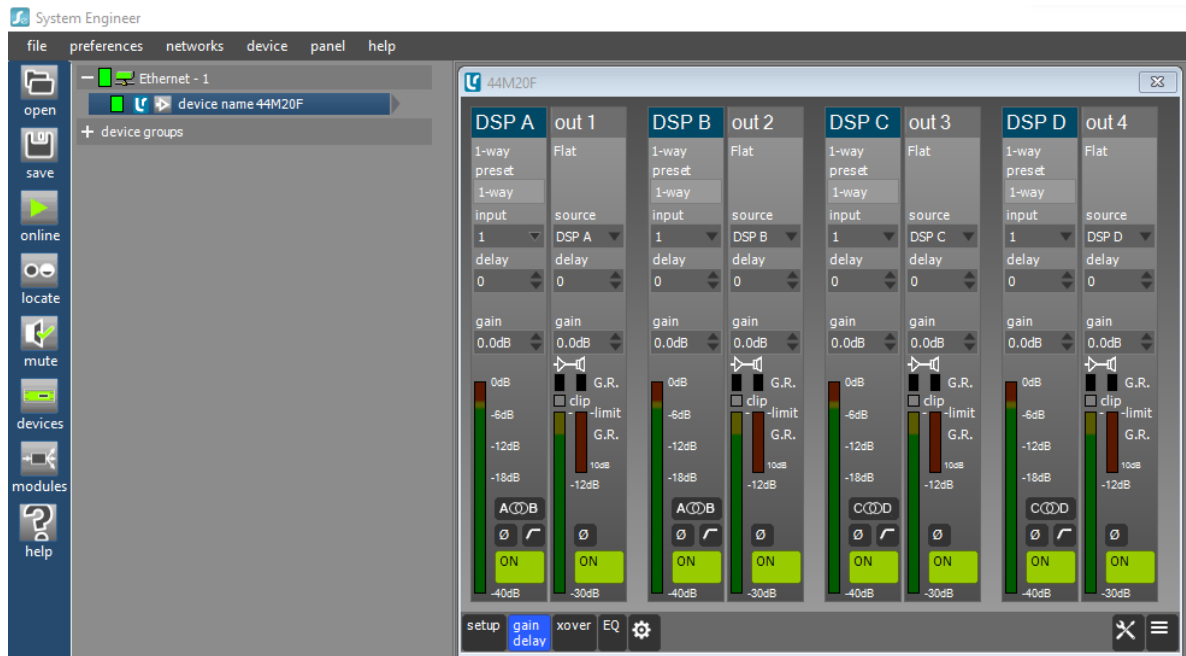 System Engineer
file preferences networks device panel help
open
save
online
locate
mute
devices
modules
help
Ethernet - 1
device name 44M20F
device groups
44M20F
DSP A out 1 DSP B out 2 DSP C out 3 DSP D out 4
1-way Flat 1-way Flat 1-way Flat 1-way Flat
preset preset preset preset
1-way 1-way 1-way 1-way
input source input source input source input source
1 DSP A 1 DSP B 1 DSP C 1 DSP D
delay delay delay delay delay delay delay delay
0 0 0 0 0 0 0 0
gain gain gain gain gain gain gain gain
0.0dB 0.0dB 0.0dB 0.0dB 0.0dB 0.0dB 0.0dB 0.0dB
0dB G.R. 0dB G.R. 0dB G.R. 0dB G.R.
clip clip clip clip
-6dB -limit -6dB -limit -6dB -limit -6dB -limit
G.R. G.R. G.R. G.R.
-12dB -12dB -12dB -12dB
10dB 10dB 10dB 10dB
-18dB -12dB -18dB -12dB -18dB -12dB -18dB -12dB
A B A B C D C D
Ø Ø Ø Ø Ø Ø Ø Ø
ON ON ON ON ON ON ON ON
-40dB -30dB -40dB -30dB -40dB -30dB -40dB -30dB
setup gain xover EQ
delay